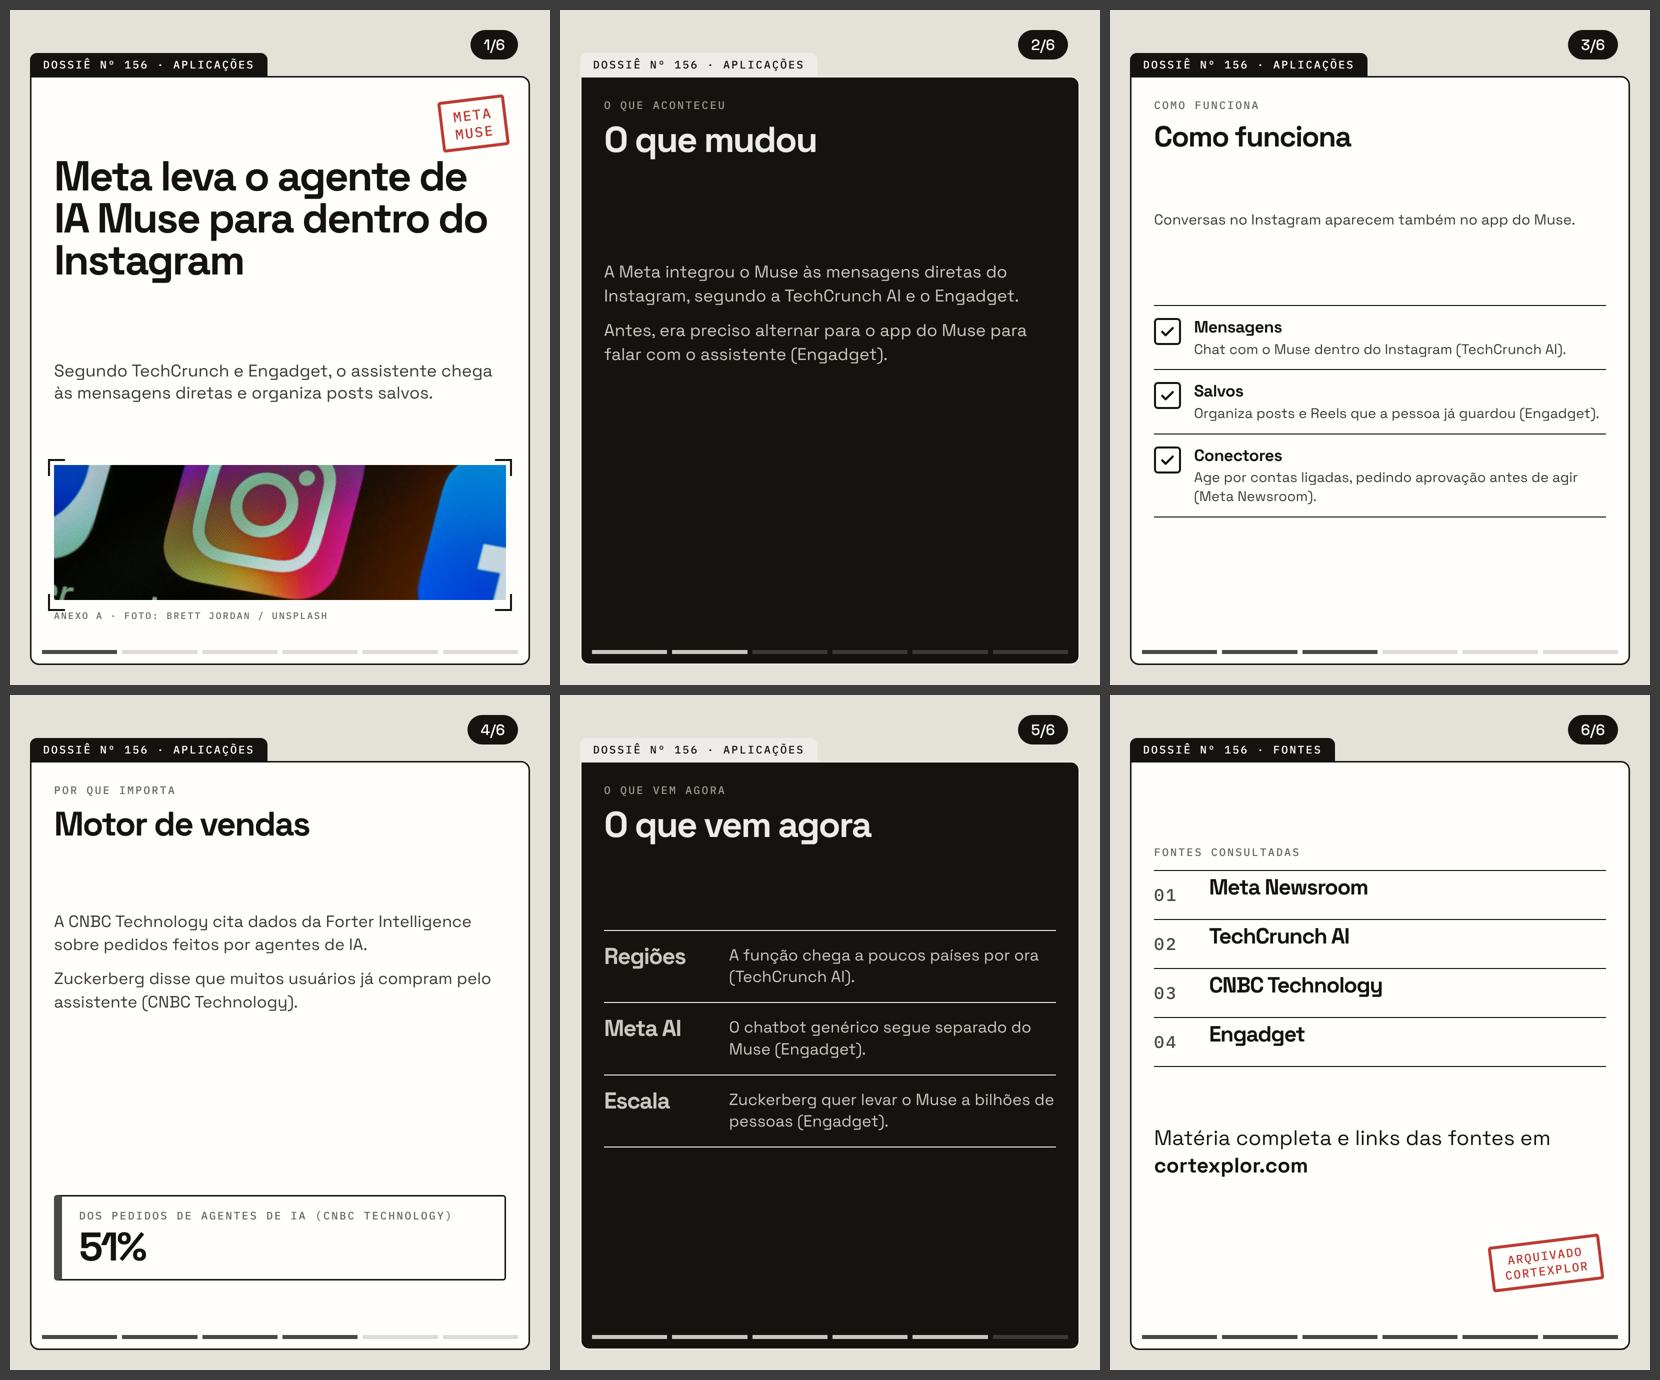 1/6
DOSSIÊ Nº 156 · APLICAÇÕES
META
MUSE
Meta leva o agente de
IA Muse para dentro do
Instagram
Segundo TechCrunch e Engadget, o assistente chega
às mensagens diretas e organiza posts salvos.
ANEXO A · FOTO: BRETT JORDAN / UNSPLASH
2/6
DOSSIÊ Nº 156 · APLICAÇÕES
O QUE ACONTECEU
O que mudou
A Meta integrou o Muse às mensagens diretas do
Instagram, segundo a TechCrunch AI e o Engadget.
Antes, era preciso alternar para o app do Muse para
falar com o assistente (Engadget).
3/6
DOSSIÊ Nº 156 · APLICAÇÕES
COMO FUNCIONA
Como funciona
Conversas no Instagram aparecem também no app do Muse.
Mensagens
Chat com o Muse dentro do Instagram (TechCrunch AI).
Salvos
Organiza posts e Reels que a pessoa já guardou (Engadget).
Conectores
Age por contas ligadas, pedindo aprovação antes de agir
(Meta Newsroom).
4/6
DOSSIÊ Nº 156 · APLICAÇÕES
POR QUE IMPORTA
Motor de vendas
A CNBC Technology cita dados da Forter Intelligence
sobre pedidos feitos por agentes de IA.
Zuckerberg disse que muitos usuários já compram pelo
assistente (CNBC Technology).
DOS PEDIDOS DE AGENTES DE IA (CNBC TECHNOLOGY)
51%
5/6
DOSSIÊ Nº 156 · APLICAÇÕES
O QUE VEM AGORA
O que vem agora
Regiões
A função chega a poucos países por ora
(TechCrunch AI).
Meta AI
O chatbot genérico segue separado do
Muse (Engadget).
Escala
Zuckerberg quer levar o Muse a bilhões de
pessoas (Engadget).
6/6
DOSSIÊ Nº 156 · FONTES
FONTES CONSULTADAS
01 Meta Newsroom
02 TechCrunch AI
03 CNBC Technology
04 Engadget
Matéria completa e links das fontes em
cortexplor.com
ARQUIVADO
CORTEXPLOR